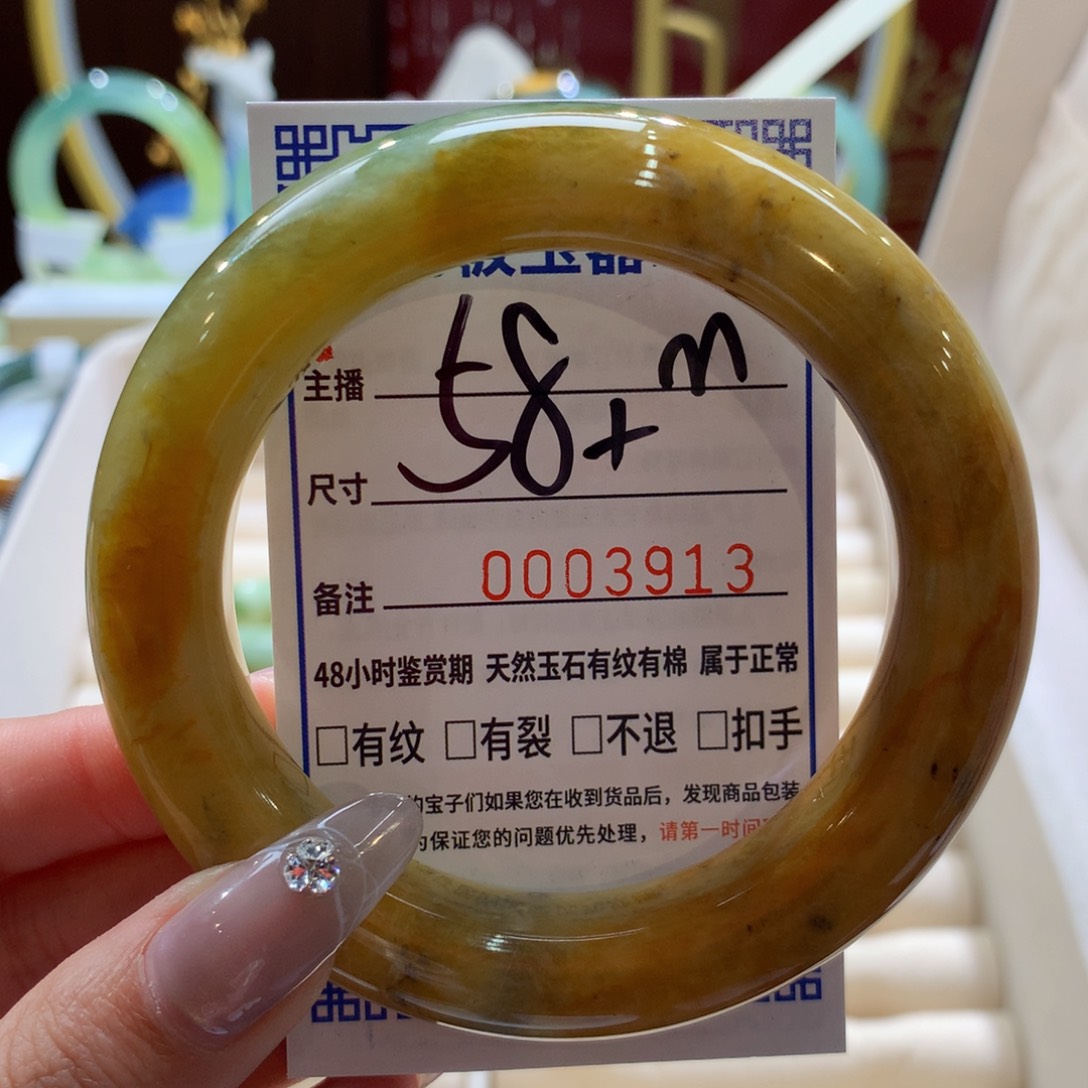 玉器
主播
58+ m
尺寸
备注 0003913
48小时鉴赏期 天然玉石有纹有棉 属于正常
□有纹 □有裂 □不退 □扣手
宝子们如果您在收到货品后，发现商品包装
为保证您的问题优先处理，请第一时间